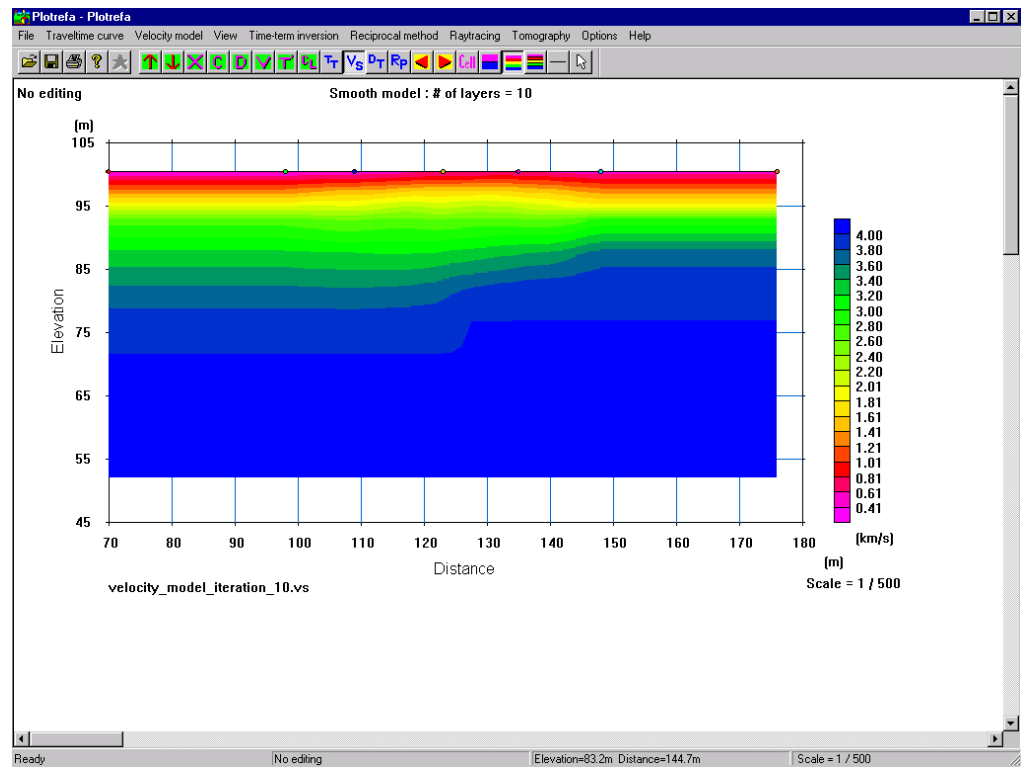 Plotrefa - Plotrefa
File Traveltime curve Velocity model View Time-term inversion Reciprocal method Raytracing Tomography Options Help
? C D T TT VS DT RP Cell
No editing
Smooth model : # of layers = 10
(m)
105
95
85
75
65
55
45
Elevation
70 80 90 100 110 120 130 140 150 160 170 180
(m)
Distance
4.00
3.80
3.60
3.40
3.20
3.00
2.80
2.60
2.40
2.20
2.01
1.81
1.61
1.41
1.21
1.01
0.81
0.61
0.41
(km/s)
Scale = 1 / 500
velocity_model_iteration_10.vs
Ready
No editing
Elevation=83.2m Distance=144.7m
Scale = 1 / 500